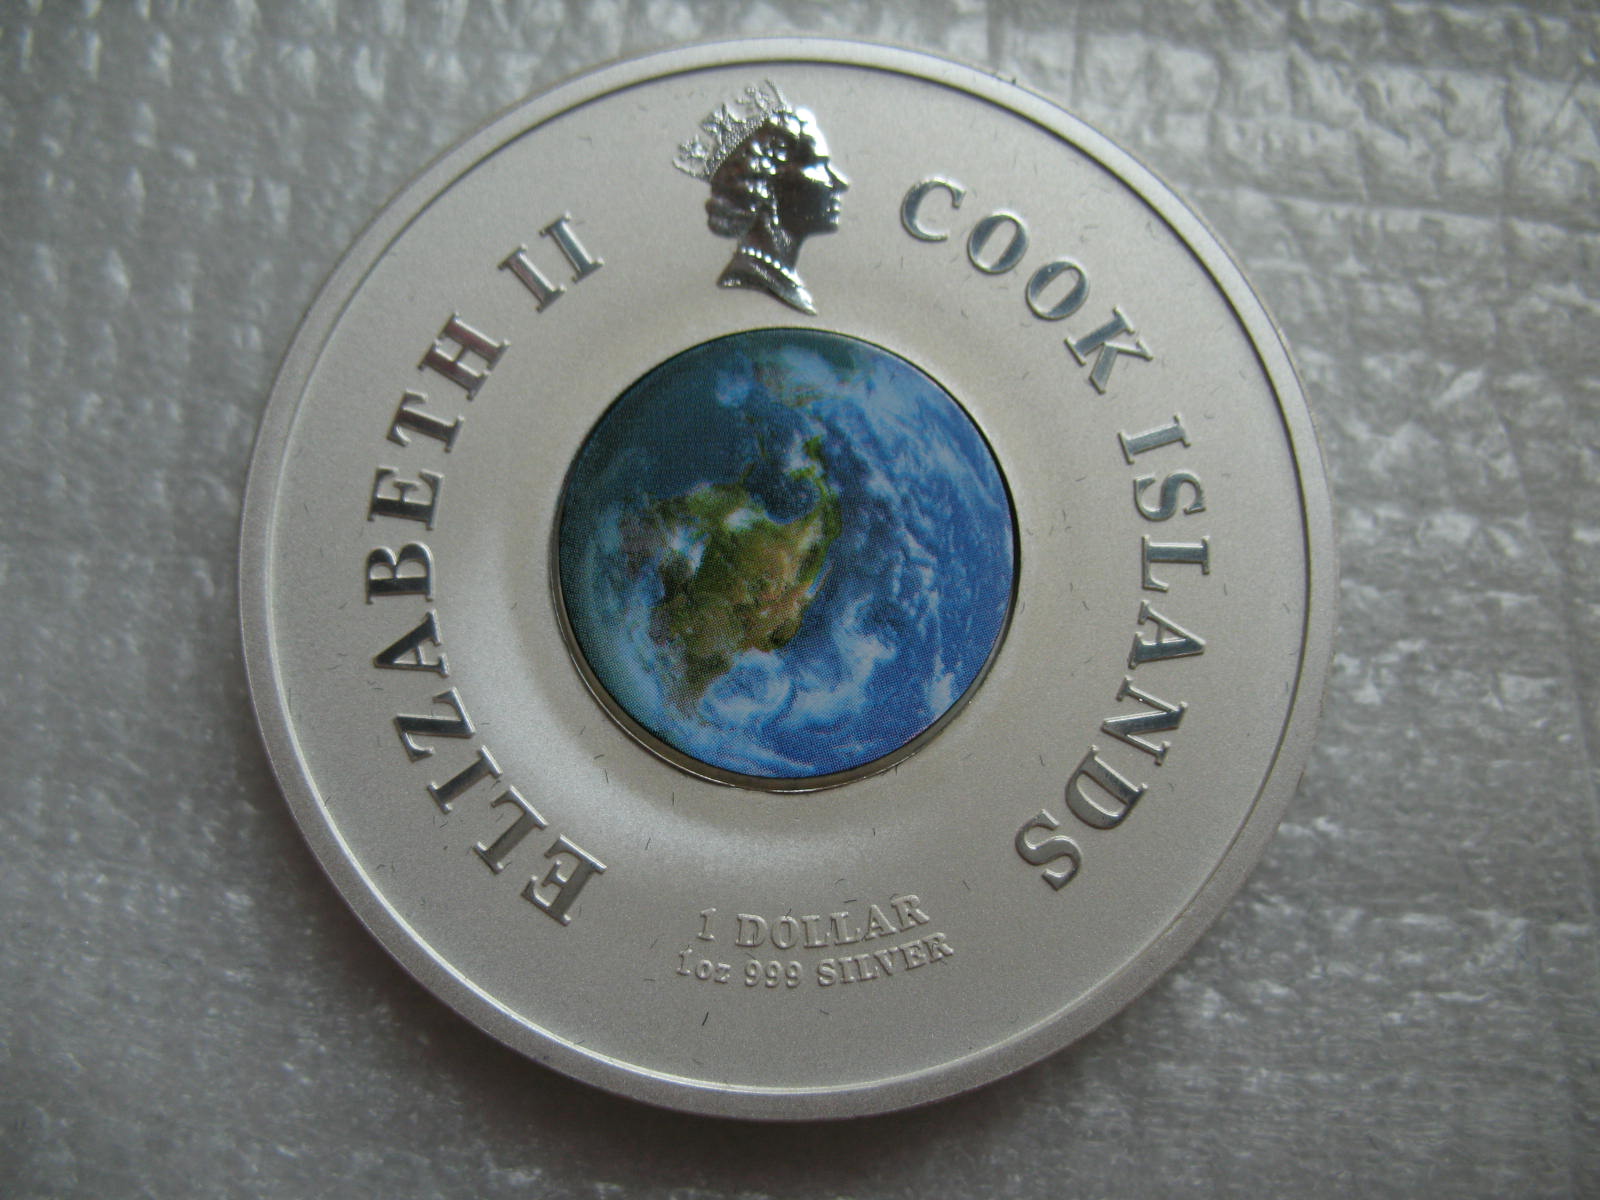 ELIZABETH II
COOK ISLANDS
1 DOLLAR
1oz 999 SILVER